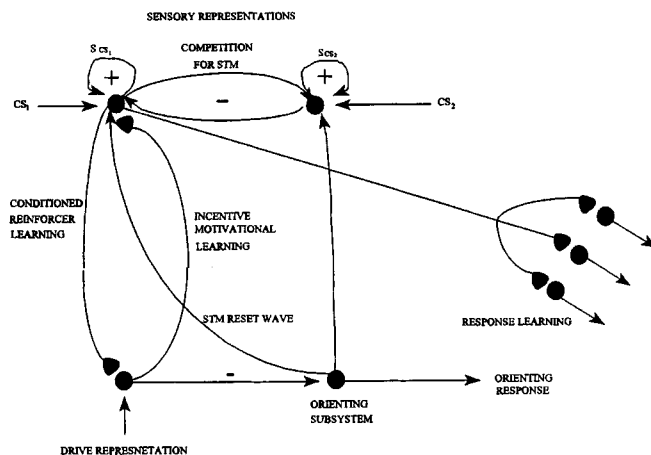 SENSORY REPRESENTATIONS
S CS₁
COMPETITION
FOR STM
S CS₂
+
+
-
CS₁
CS₂
CONDITIONED
REINFORCER
LEARNING
INCENTIVE
MOTIVATIONAL
LEARNING
STM RESET WAVE
RESPONSE LEARNING
-
ORIENTING
SUBSYSTEM
ORIENTING
RESPONSE
DRIVE REPRESNETATION